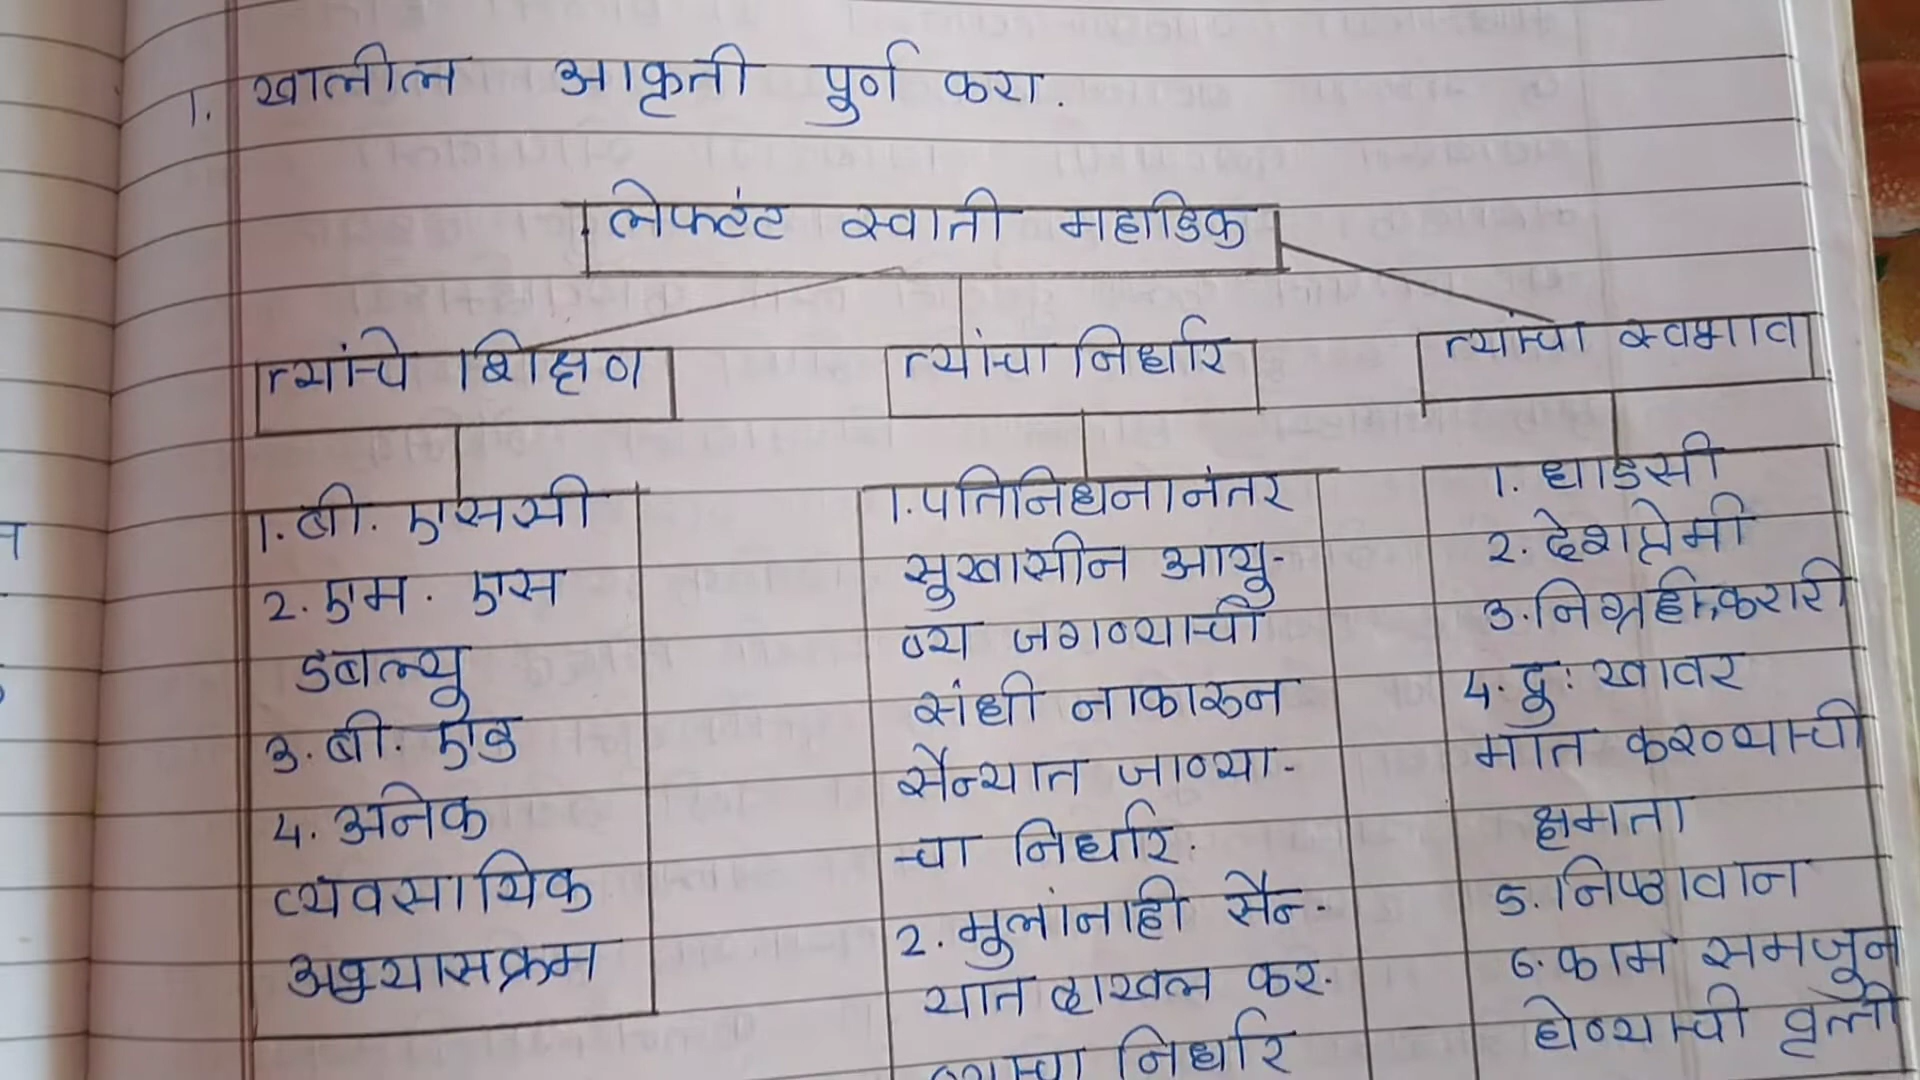 1. खालील आकृती पुर्ण करा.
लेफ्टंट स्वाती महाडिक
त्यांचे शिक्षण
त्यांचा निर्धार
त्यांचा स्वभाव
1. बी. एससी
2. एम. एस
डबल्यु
3. बी. एड
4. अनेक
व्यवसायिक
अभ्यासक्रम
1. पतिनिधनानंतर
सुखासीन आयु-
ष्य जगण्याची
संधी नाकारुन
सैन्यात जाण्या-
चा निर्धार.
2. मुलांनाही सैन-
यात दाखल कर-
ण्याचा निर्धार
1. धाडसी
2. देशप्रेमी
3. निग्रही, करारी
4. दुः खावर
मात करण्याची
क्षमता
5. निष्ठावान
6. काम समजून
घेण्याची वृत्ती